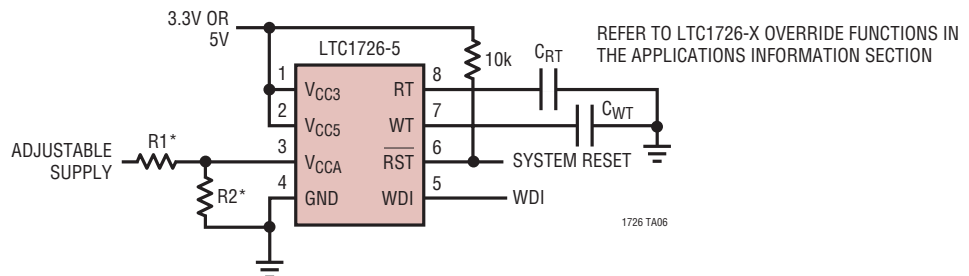 3.3V OR
5V
LTC1726-5
10k
CRT
REFER TO LTC1726-X OVERRIDE FUNCTIONS IN
THE APPLICATIONS INFORMATION SECTION
1
VCC3
RT
8
2
VCC5
WT
7
CWT
ADJUSTABLE
SUPPLY
R1*
3
VCCA
RST
6
SYSTEM RESET
R2*
4
GND
WDI
5
WDI
1726 TA06